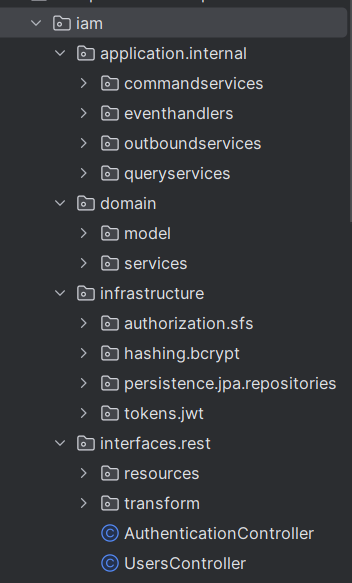 iam
application.internal
commandservices
eventhandlers
outboundservices
queryservices
domain
model
services
infrastructure
authorization.sfs
hashing.bcrypt
persistence.jpa.repositories
tokens.jwt
interfaces.rest
resources
transform
C AuthenticationController
C UsersController